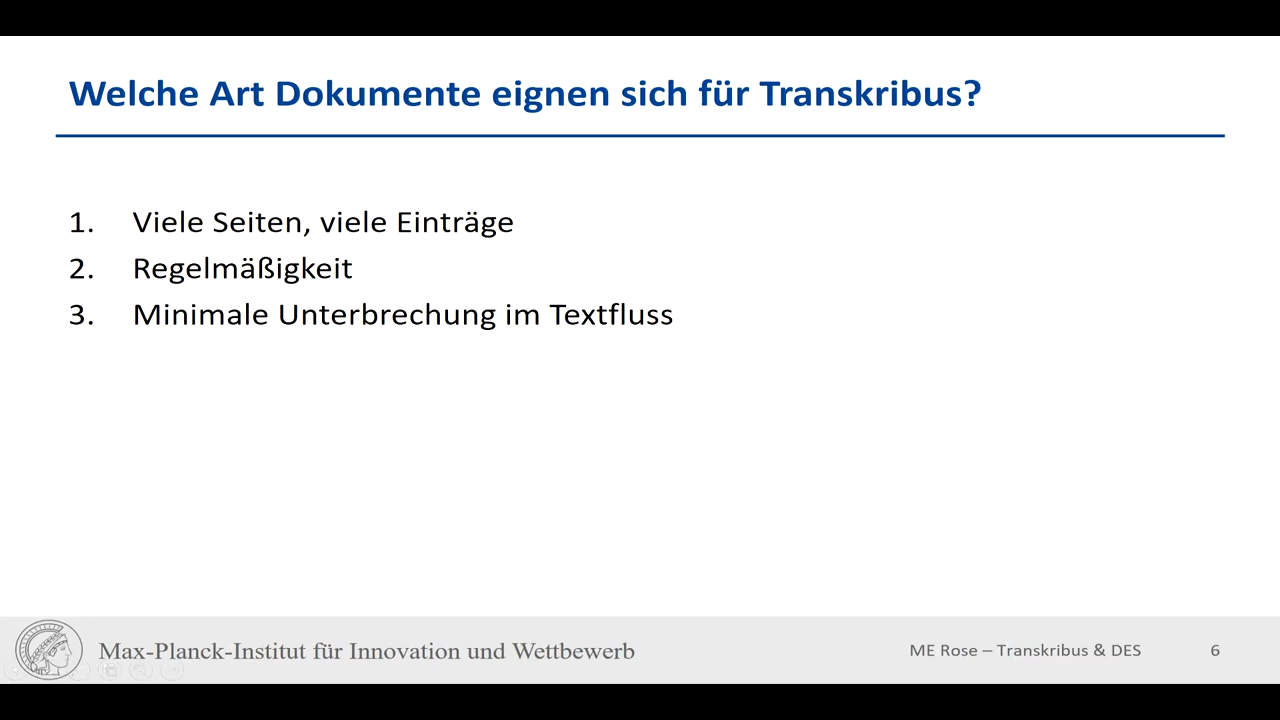 Welche Art Dokumente eignen sich für Transkribus?
1. Viele Seiten, viele Einträge
2. Regelmäßigkeit
3. Minimale Unterbrechung im Textfluss
Max-Planck-Institut für Innovation und Wettbewerb
ME Rose – Transkribus & DES
6